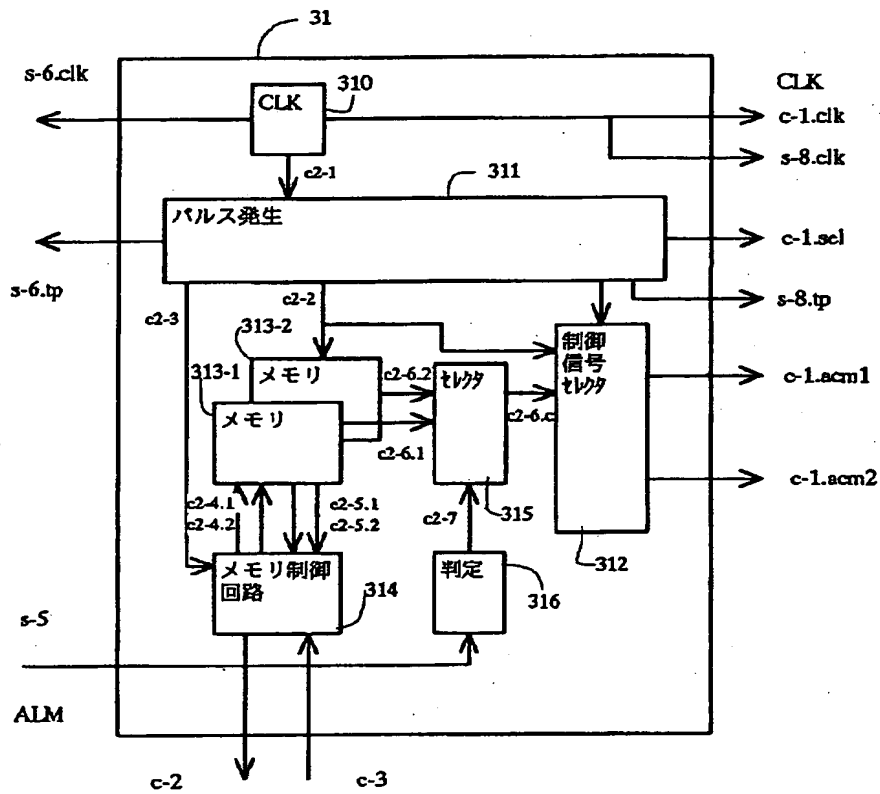 31
s-6.clk
CLK
310
CLK
c-1.clk
s-8.clk
c2-1
311
パルス発生
c-1.sel
s-6.tp
c2-3
c2-2
s-8.tp
313-2
制御
信号
セレクタ
313-1
メモリ
c2-6.2
セレクタ
c-1.acm1
メモリ
c2-6.c
c2-6.1
c-1.acm2
c2-4.1
c2-4.2
c2-5.1
c2-5.2
c2-7
315
メモリ制御
回路
判定
312
314
316
s-5
ALM
c-2
c-3